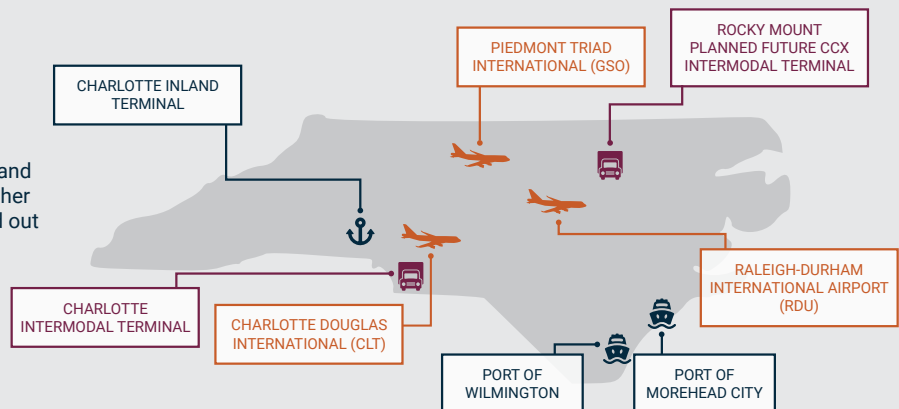 PIEDMONT TRIAD
INTERNATIONAL (GSO)
ROCKY MOUNT
PLANNED FUTURE CCX
INTERMODAL TERMINAL
CHARLOTTE INLAND
TERMINAL
and
her
out
CHARLOTTE
INTERMODAL TERMINAL
CHARLOTTE DOUGLAS
INTERNATIONAL (CLT)
RALEIGH-DURHAM
INTERNATIONAL AIRPORT
(RDU)
PORT OF
WILMINGTON
PORT OF
MOREHEAD CITY